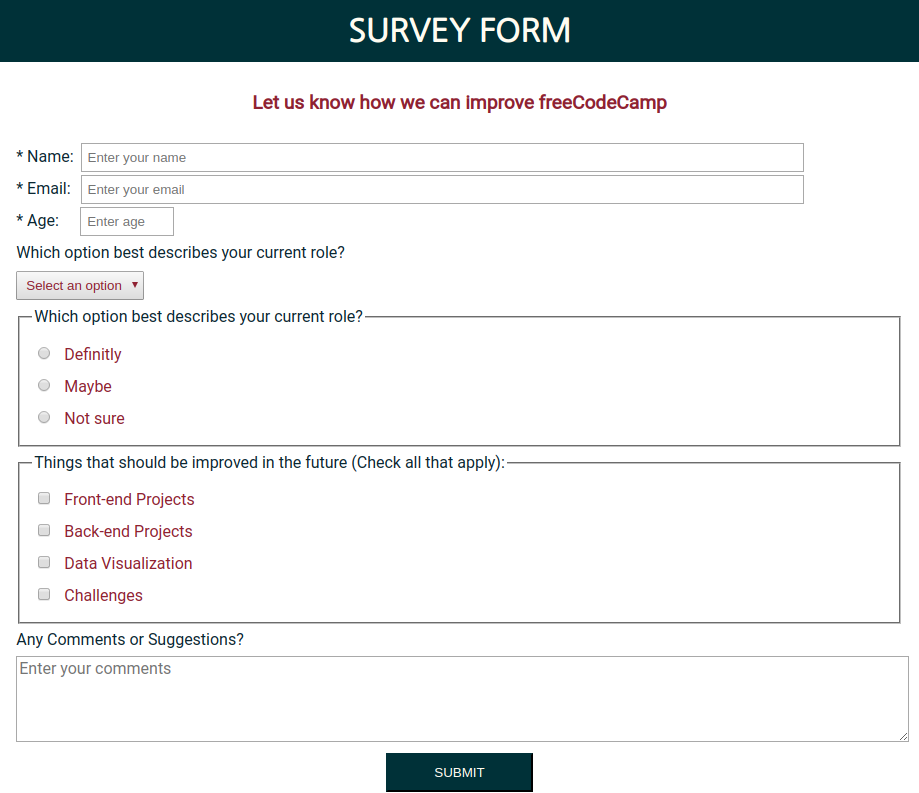 SURVEY FORM
Let us know how we can improve freeCodeCamp
* Name: Enter your name
* Email: Enter your email
* Age: Enter age
Which option best describes your current role?
Select an option
Which option best describes your current role?
Definitly
Maybe
Not sure
Things that should be improved in the future (Check all that apply):
Front-end Projects
Back-end Projects
Data Visualization
Challenges
Any Comments or Suggestions?
Enter your comments
SUBMIT